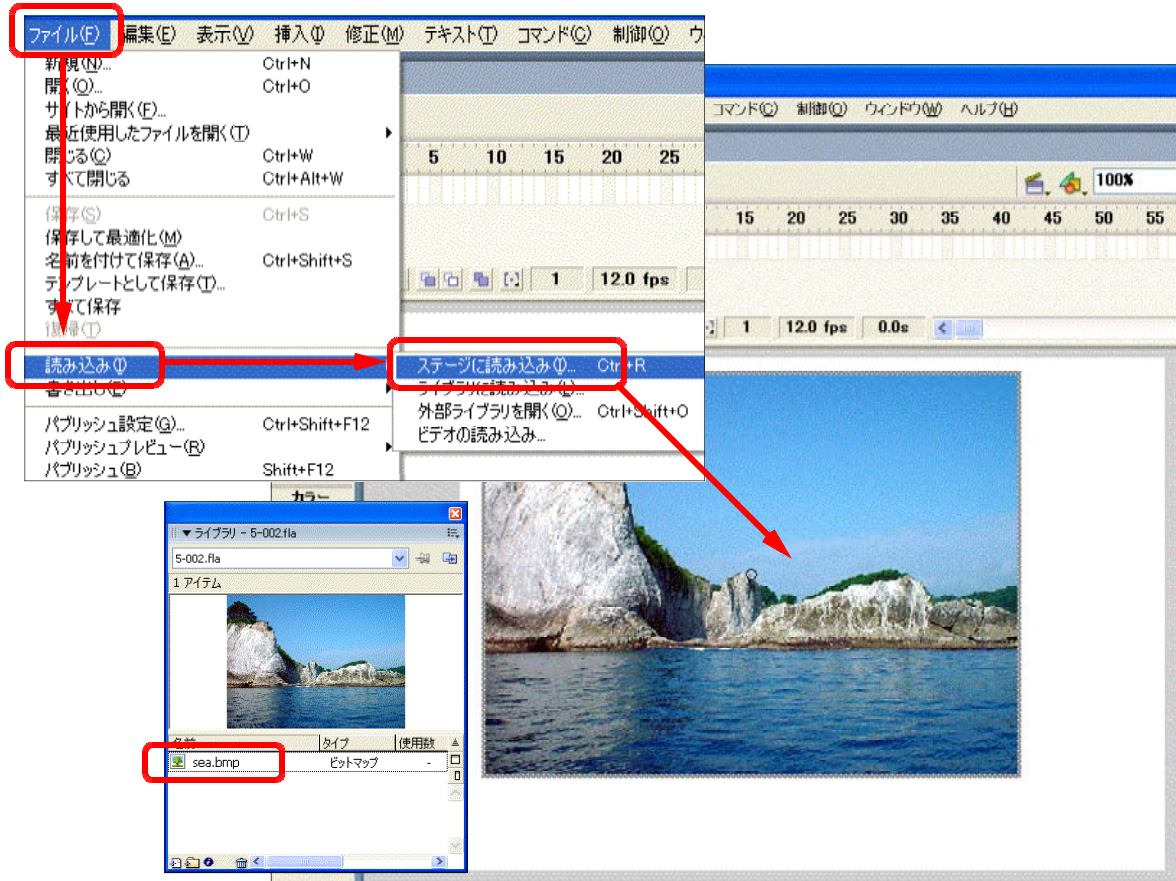 ファイル(F) 編集(E) 表示(V) 挿入(I) 修正(M) テキスト(T) コマンド(C) 制御(O) ウ
新規(N)... Ctrl+N
開く(O)... Ctrl+O
サイトから開く(F)...
最近使用したファイルを開く(T)
閉じる(C) Ctrl+W
すべて閉じる Ctrl+Alt+W
保存(S) Ctrl+S
保存して最適化(M)
名前を付けて保存(A)... Ctrl+Shift+S
テンプレートとして保存(T)...
すべて保存
復帰(T)
読み込み(I)
書き出し(E)
パブリッシュ設定(G)... Ctrl+Shift+F12
パブリッシュプレビュー(R)
パブリッシュ(B) Shift+F12
ステージに読み込み(I)... Ctrl+R
ライブラリに読み込み(L)...
外部ライブラリを開く(O)... Ctrl+Shift+O
ビデオの読み込み...
5 10 15 20 25
1 12.0 fps
コマンド(C) 制御(O) ウィンドウ(W) ヘルプ(H)
100%
15 20 25 30 35 40 45 50 55
1 12.0 fps 0.0s
カラー
ライブラリ - 5-002.fla
5-002.fla
1 アイテム
名前 タイプ 使用数
sea.bmp ビットマップ -